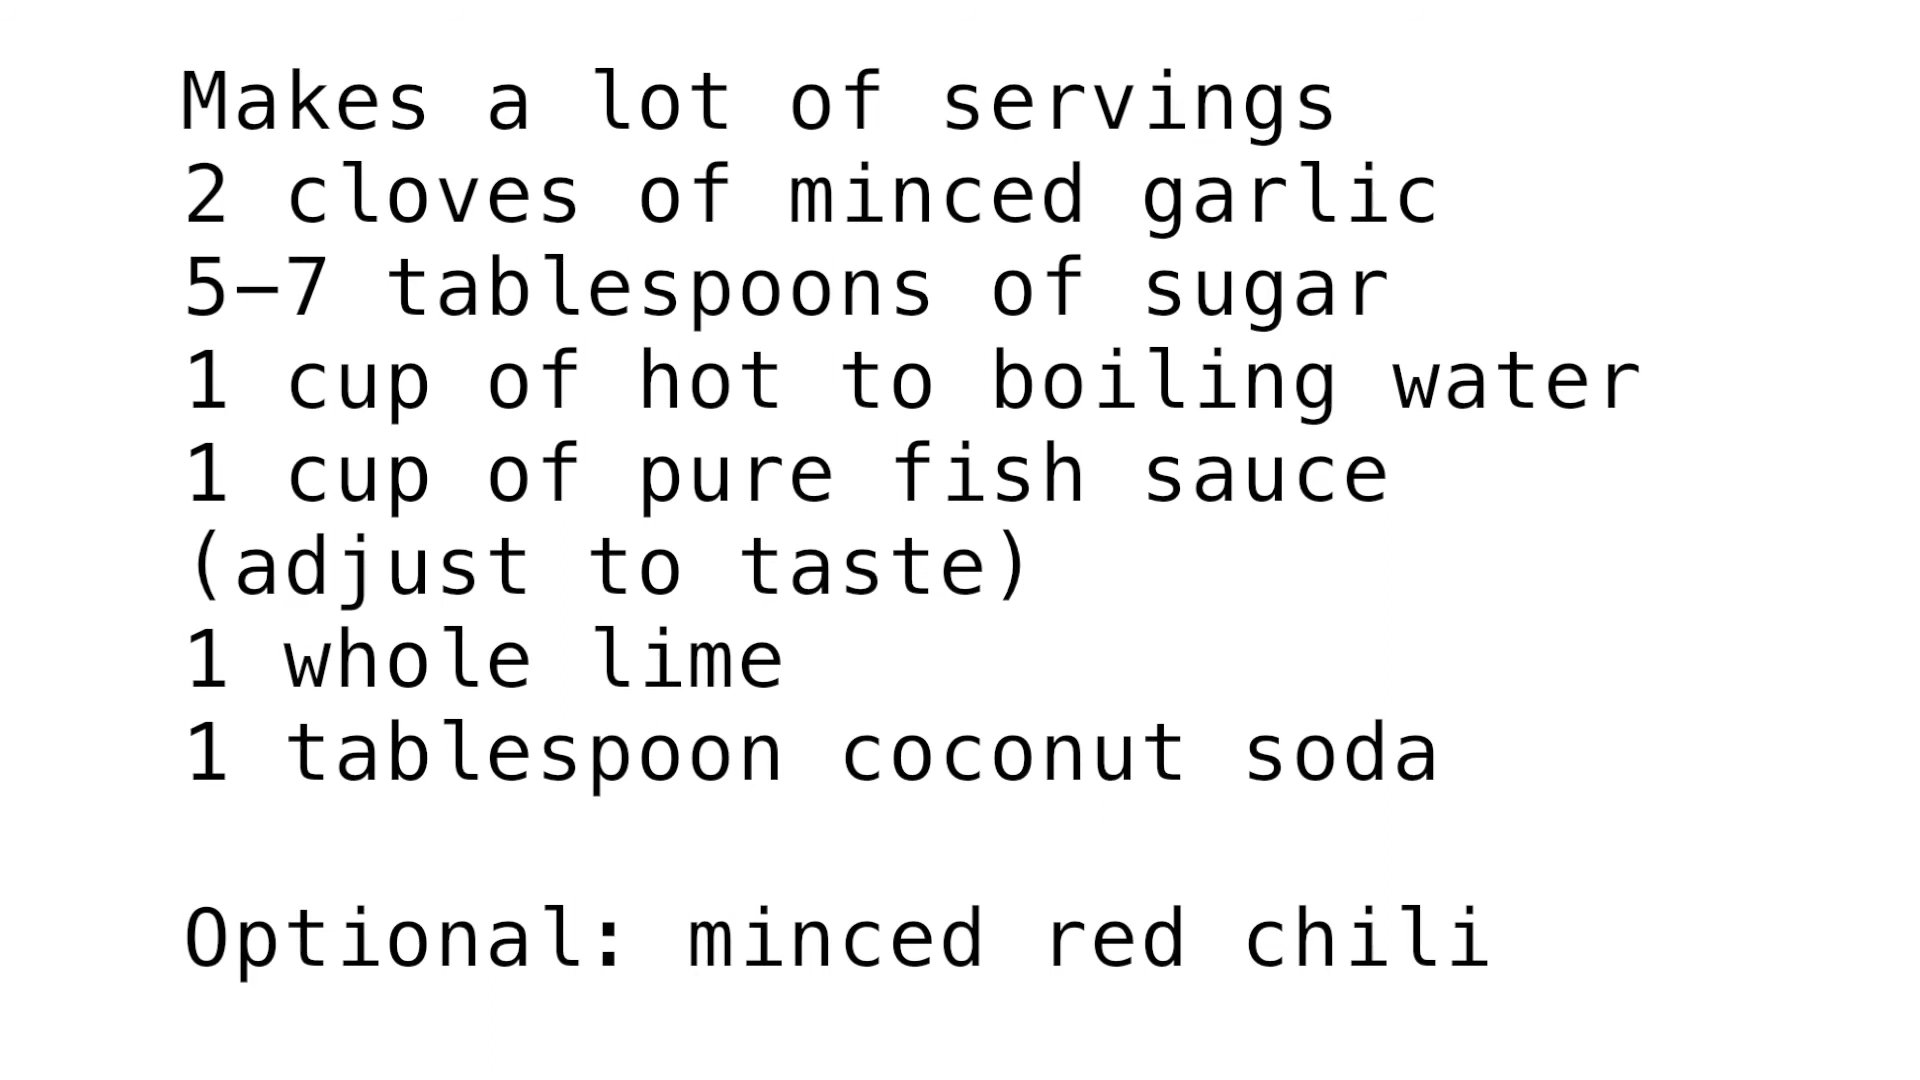 Makes a lot of servings
2 cloves of minced garlic
5-7 tablespoons of sugar
1 cup of hot to boiling water
1 cup of pure fish sauce
(adjust to taste)
1 whole lime
1 tablespoon coconut soda
Optional: minced red chili